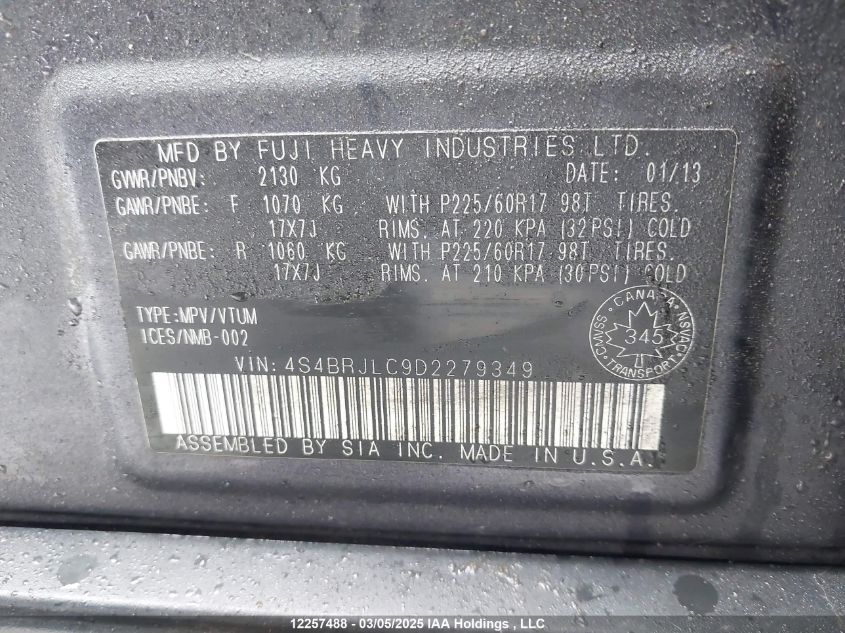 MFD BY FUJI HEAVY INDUSTRIES LTD.
GVWR/PNBV: 2130 KG DATE: 01/13
GAWR/PNBE: F 1070 KG WITH P225/60R17 98T TIRES.
17X7J RIMS. AT 220 KPA (32PSI) COLD
GAWR/PNBE: R 1060 KG WITH P225/60R17 98T TIRES.
17X7J RIMS. AT 210 KPA (30PSI) COLD
TYPE:MPV/VTUM
ICES/NMB-002
CANADA
CMVSS 345 NSVAC
TRANSPORT
VIN: 4S4BRJLC9D2279349
ASSEMBLED BY SIA INC. MADE IN U.S.A.
12257488 - 03/05/2025 IAA Holdings , LLC